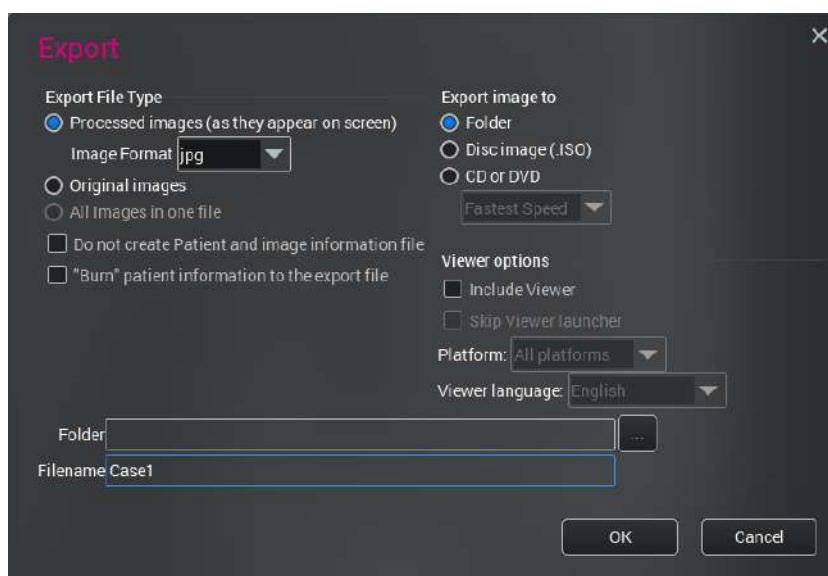 Export
Export File Type
Processed images (as they appear on screen)
Image Format jpg
Original images
All Images in one file
Do not create Patient and image information file
"Burn" patient information to the export file
Export image to
Folder
Disc image (.ISO)
CD or DVD
Fastest Speed
Viewer options
Include Viewer
Skip Viewer launcher
Platform: All platforms
Viewer language: English
Folder ...
Filename Case1
OK Cancel